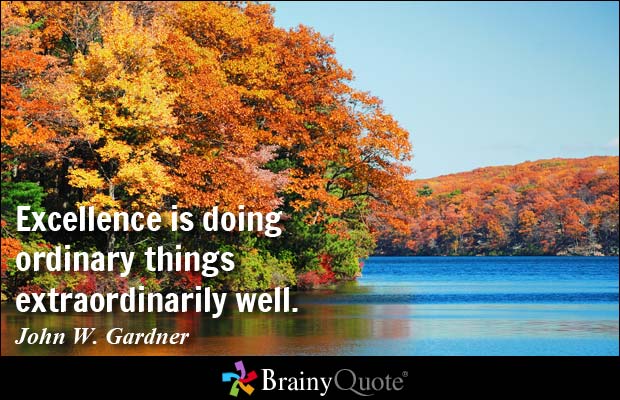 Excellence is doing
ordinary things
extraordinarily well.
John W. Gardner
BrainyQuote®